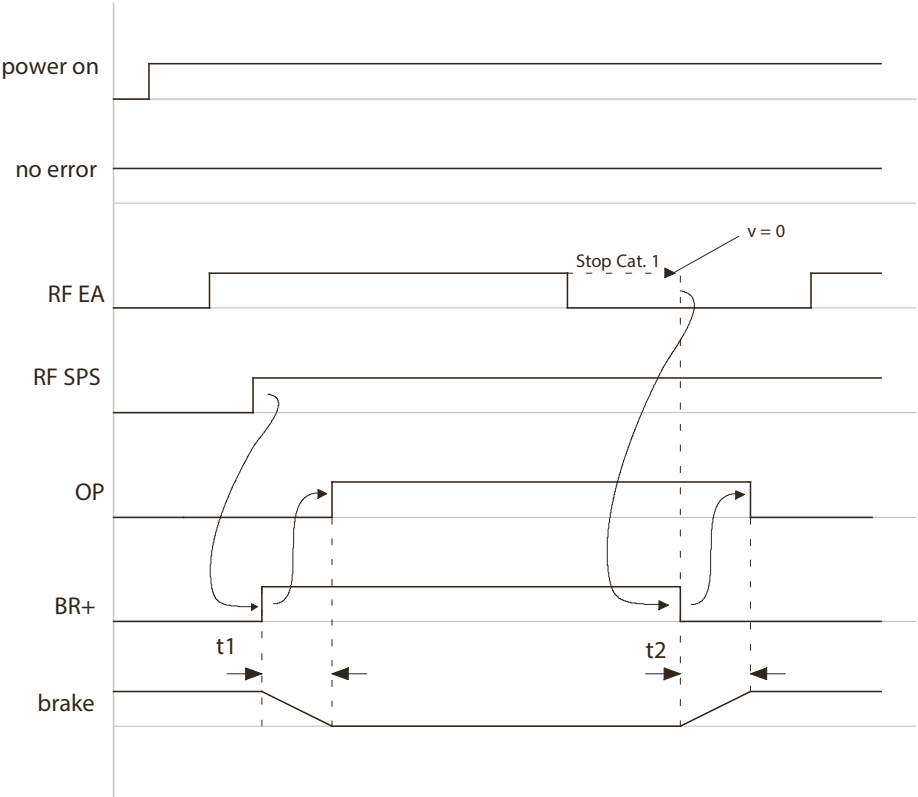 power on
no error
v = 0
Stop Cat. 1
RF EA
RF SPS
OP
BR+
t1
t2
brake